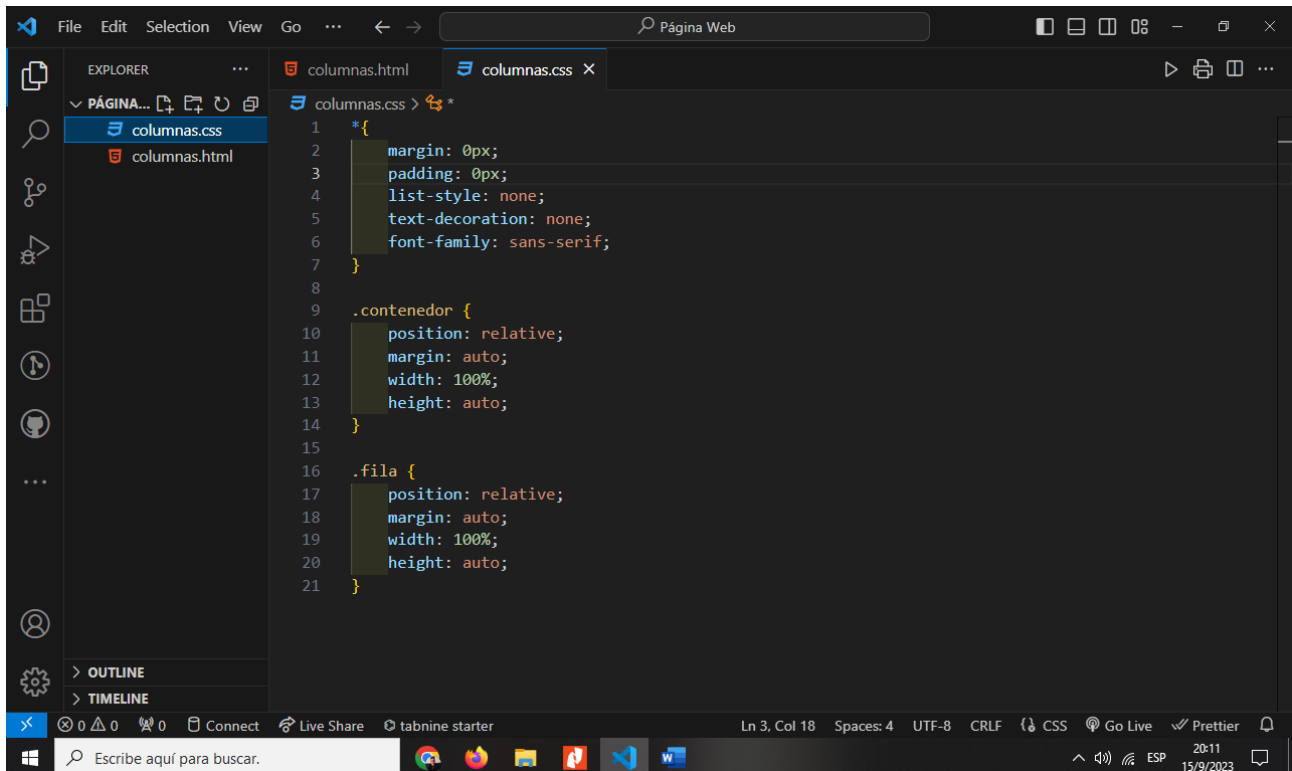 File Edit Selection View Go ··· ← → Página Web
EXPLORER ···
PÁGINA...
columnas.css
columnas.html
OUTLINE
TIMELINE
columnas.html columnas.css ×
columnas.css > *
1 *{
2 margin: 0px;
3 padding: 0px;
4 list-style: none;
5 text-decoration: none;
6 font-family: sans-serif;
7 }
8
9 .contenedor {
10 position: relative;
11 margin: auto;
12 width: 100%;
13 height: auto;
14 }
15
16 .fila {
17 position: relative;
18 margin: auto;
19 width: 100%;
20 height: auto;
21 }
0 0 0 Connect Live Share tabnine starter Ln 3, Col 18 Spaces: 4 UTF-8 CRLF CSS Go Live Prettier
Escribe aquí para buscar. W ESP 20:11
15/9/2023